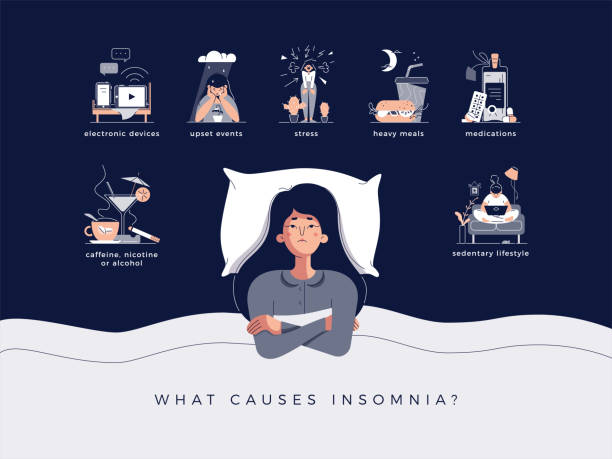 electronic devices
upset events
stress
heavy meals
medications
caffeine, nicotine
or alcohol
sedentary lifestyle
WHAT CAUSES INSOMNIA?